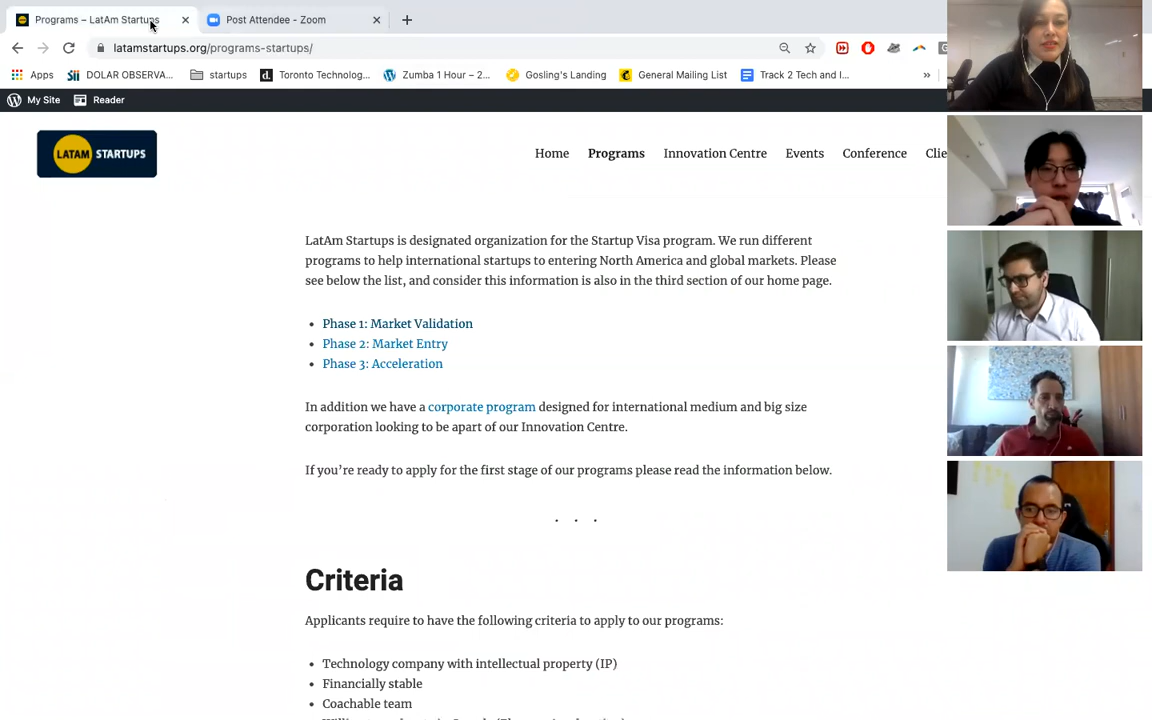 Programs – LatAm Startups
Post Attendee - Zoom
latamstartups.org/programs-startups/
Apps
DOLAR OBSERVA...
startups
Toronto Technolog...
Zumba 1 Hour – 2...
Gosling's Landing
General Mailing List
Track 2 Tech and I...
»
My Site
Reader
LATAM STARTUPS
Home
Programs
Innovation Centre
Events
Conference
Clie
LatAm Startups is designated organization for the Startup Visa program. We run different
programs to help international startups to entering North America and global markets. Please
see below the list, and consider this information is also in the third section of our home page.
• Phase 1: Market Validation
• Phase 2: Market Entry
• Phase 3: Acceleration
In addition we have a corporate program designed for international medium and big size
corporation looking to be apart of our Innovation Centre.
If you're ready to apply for the first stage of our programs please read the information below.
. . .
Criteria
Applicants require to have the following criteria to apply to our programs:
• Technology company with intellectual property (IP)
• Financially stable
• Coachable team